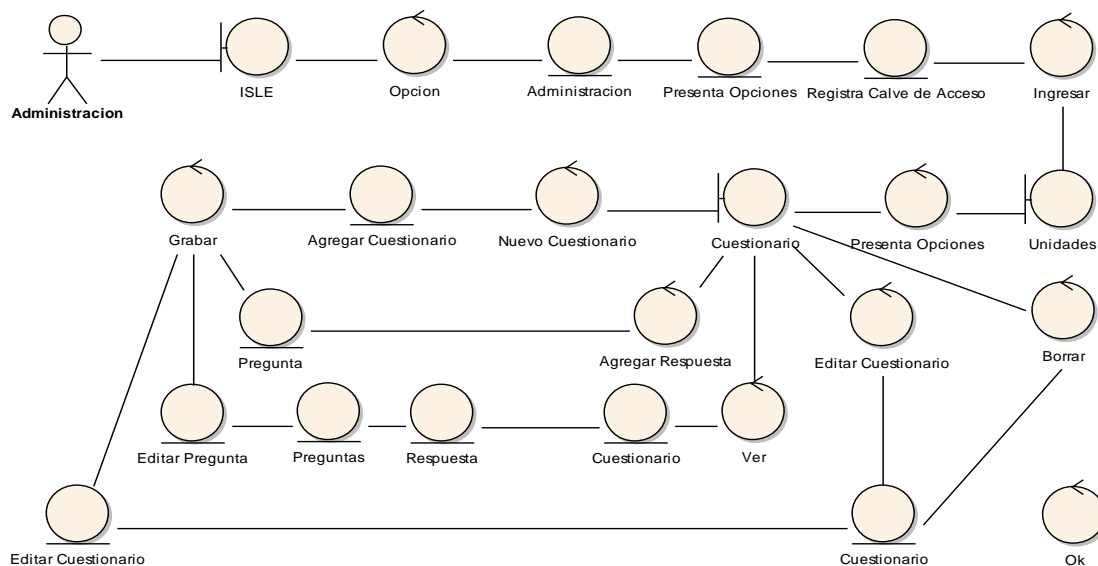 Administracion
ISLE
Opcion
Administracion
Presenta Opciones
Registra Calve de Acceso
Ingresar
Grabar
Agregar Cuestionario
Nuevo Cuestionario
Cuestionario
Presenta Opciones
Unidades
Pregunta
Agregar Respuesta
Editar Cuestionario
Borrar
Editar Pregunta
Preguntas
Respuesta
Cuestionario
Ver
Editar Cuestionario
Cuestionario
Ok